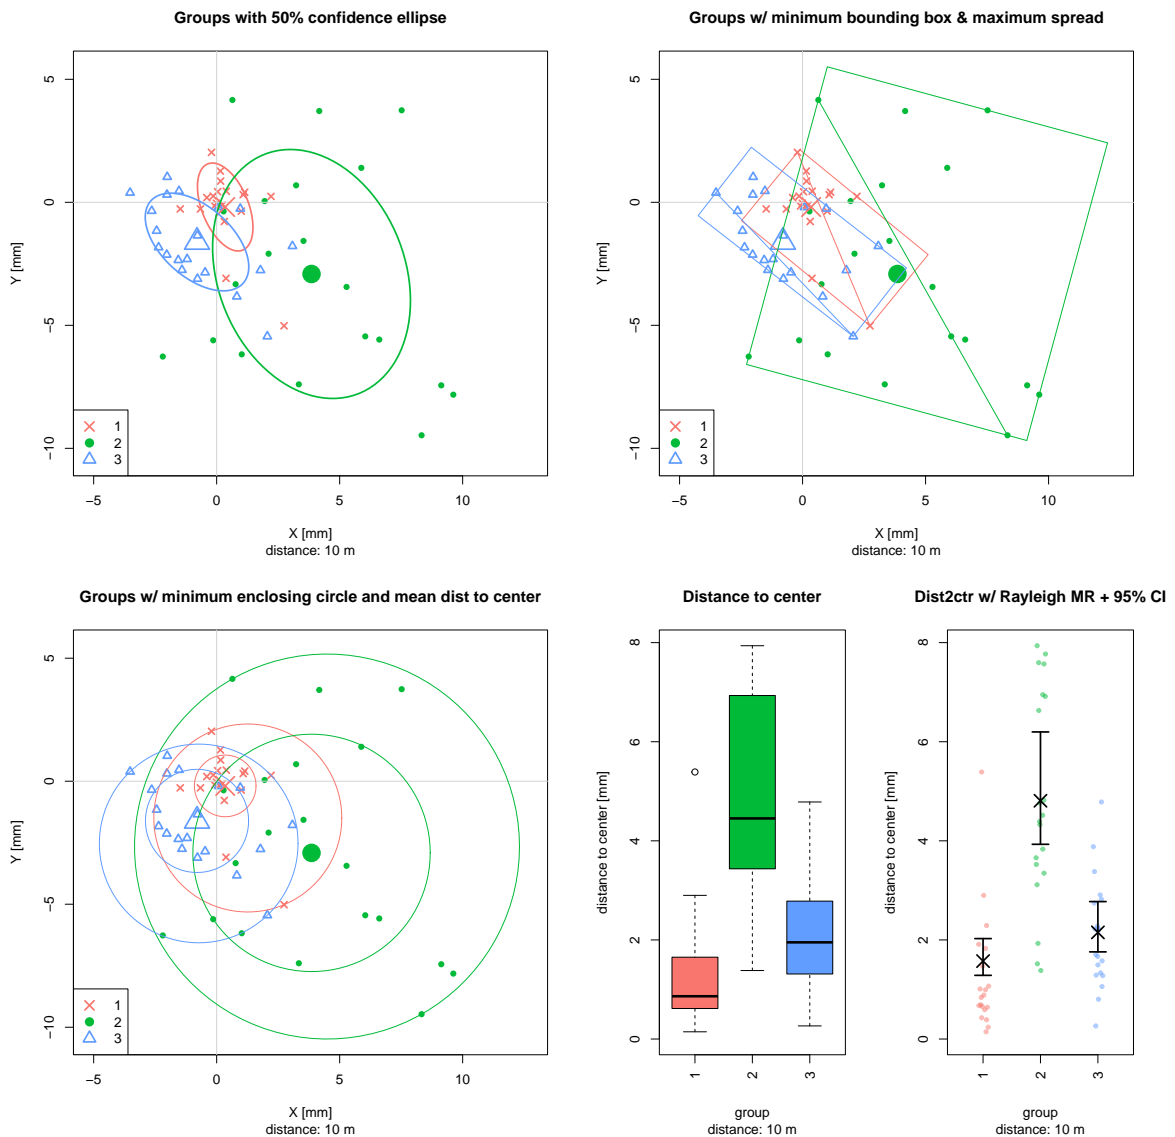 Groups with 50% confidence ellipse
5
0
−5
−10
Y [mm]
1
2
3
−5
0
5
10
X [mm]
distance: 10 m
Groups w/ minimum bounding box & maximum spread
5
0
−5
−10
Y [mm]
1
2
3
−5
0
5
10
X [mm]
distance: 10 m
Groups w/ minimum enclosing circle and mean dist to center
5
0
−5
−10
Y [mm]
1
2
3
−5
0
5
10
X [mm]
distance: 10 m
Distance to center
8
6
4
2
0
distance to center [mm]
1
2
3
group
distance: 10 m
Dist2ctr w/ Rayleigh MR + 95% CI
8
6
4
2
0
distance to center [mm]
1
2
3
group
distance: 10 m